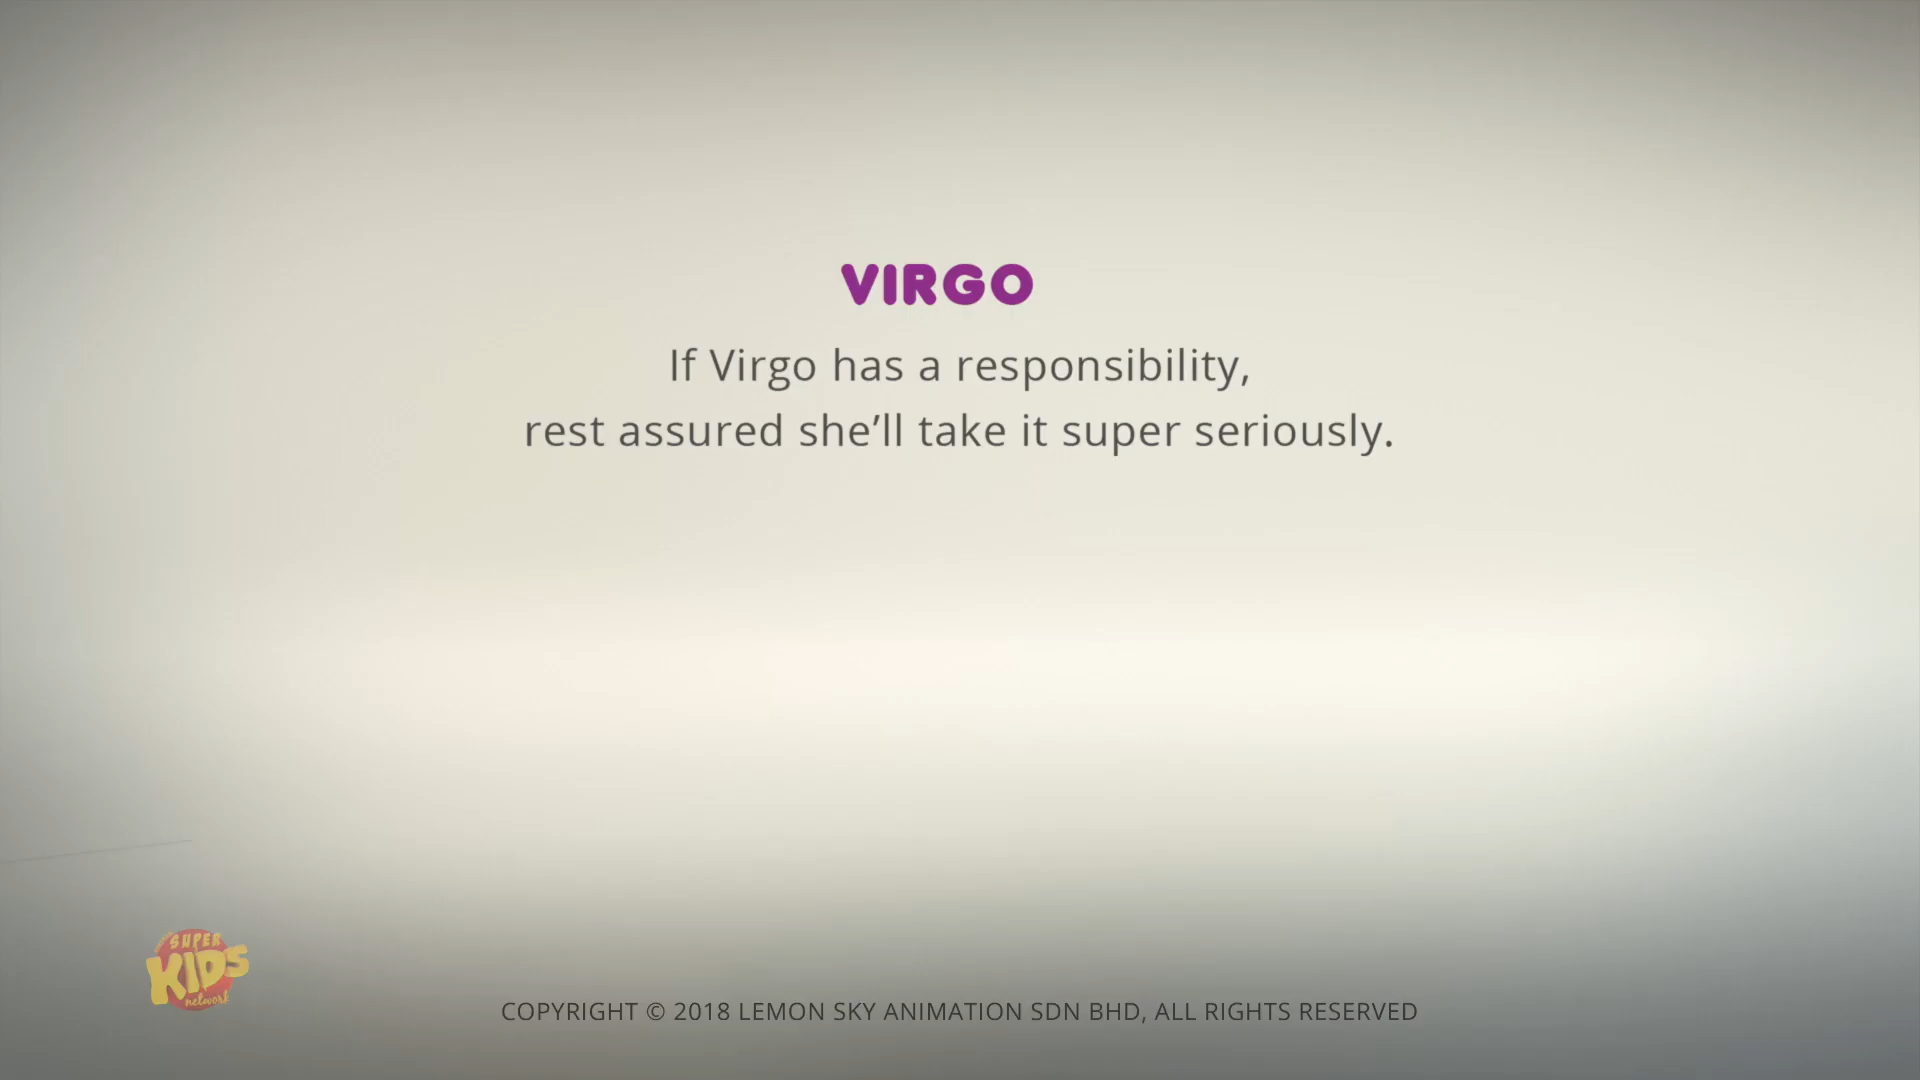 VIRGO
If Virgo has a responsibility,
rest assured she’ll take it super seriously.
SUPER
KIDS
network
COPYRIGHT © 2018 LEMON SKY ANIMATION SDN BHD, ALL RIGHTS RESERVED